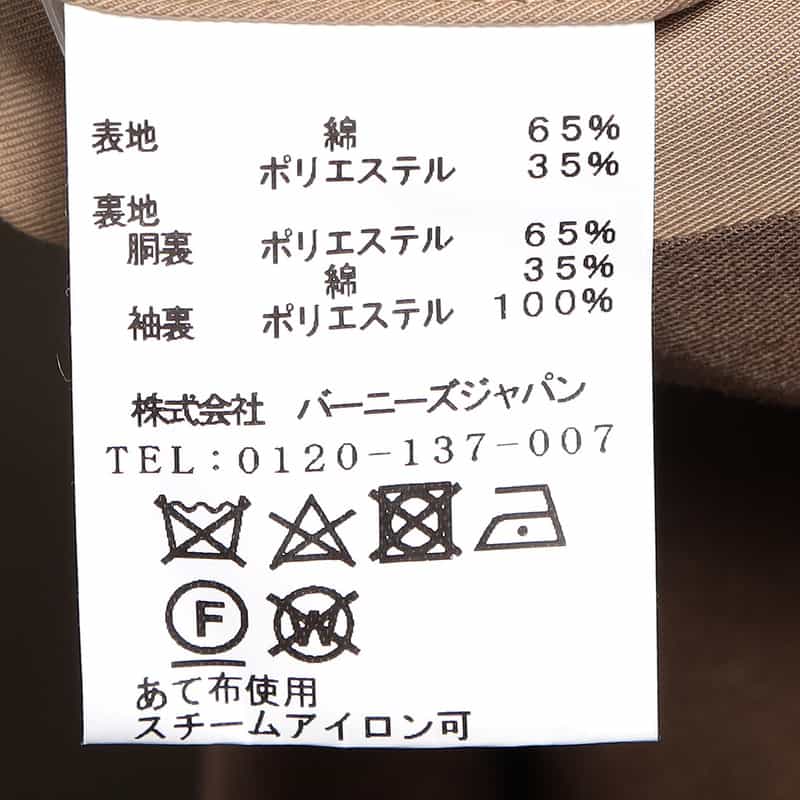 表地 綿 65%
ポリエステル 35%
裏地
胴裏 ポリエステル 65%
綿 35%
袖裏 ポリエステル 100%
株式会社 バーニーズジャパン
TEL:0120-137-007
F W
あて布使用
スチームアイロン可